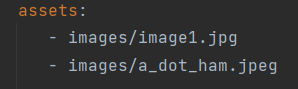 assets:
- images/image1.jpg
- images/a_dot_ham.jpeg